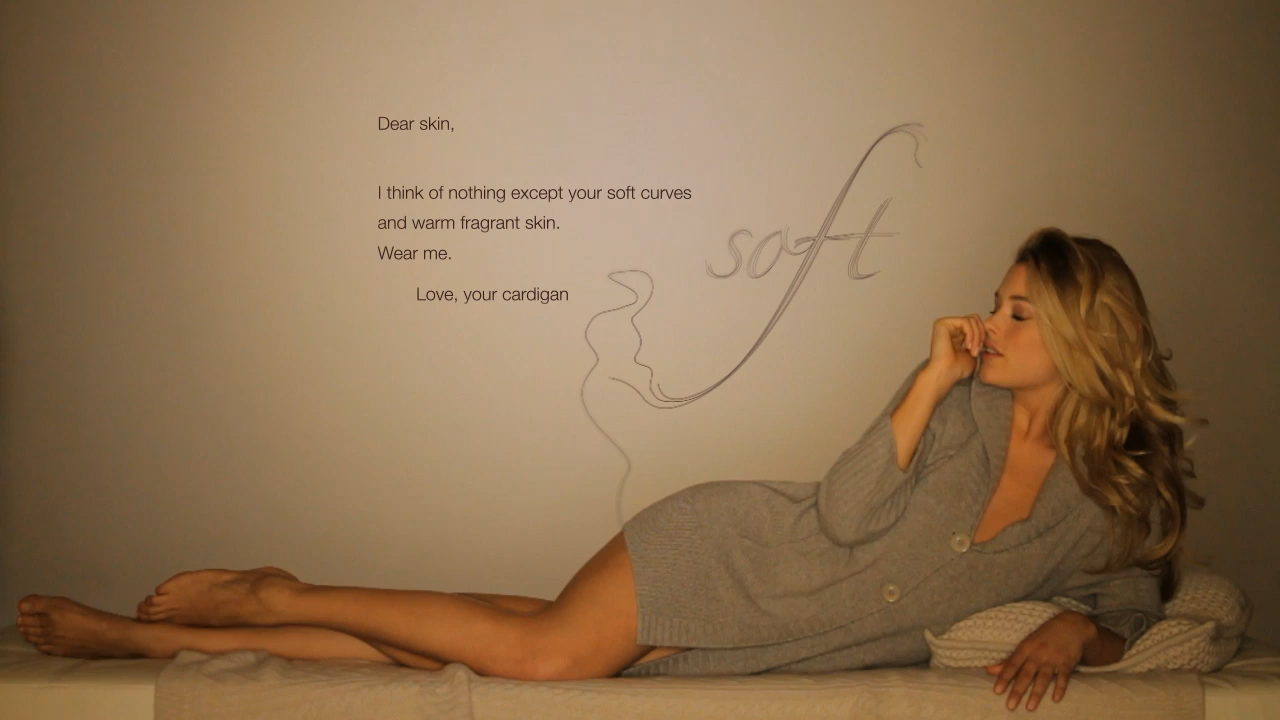 Dear skin,
I think of nothing except your soft curves
and warm fragrant skin.
Wear me.
Love, your cardigan
soft